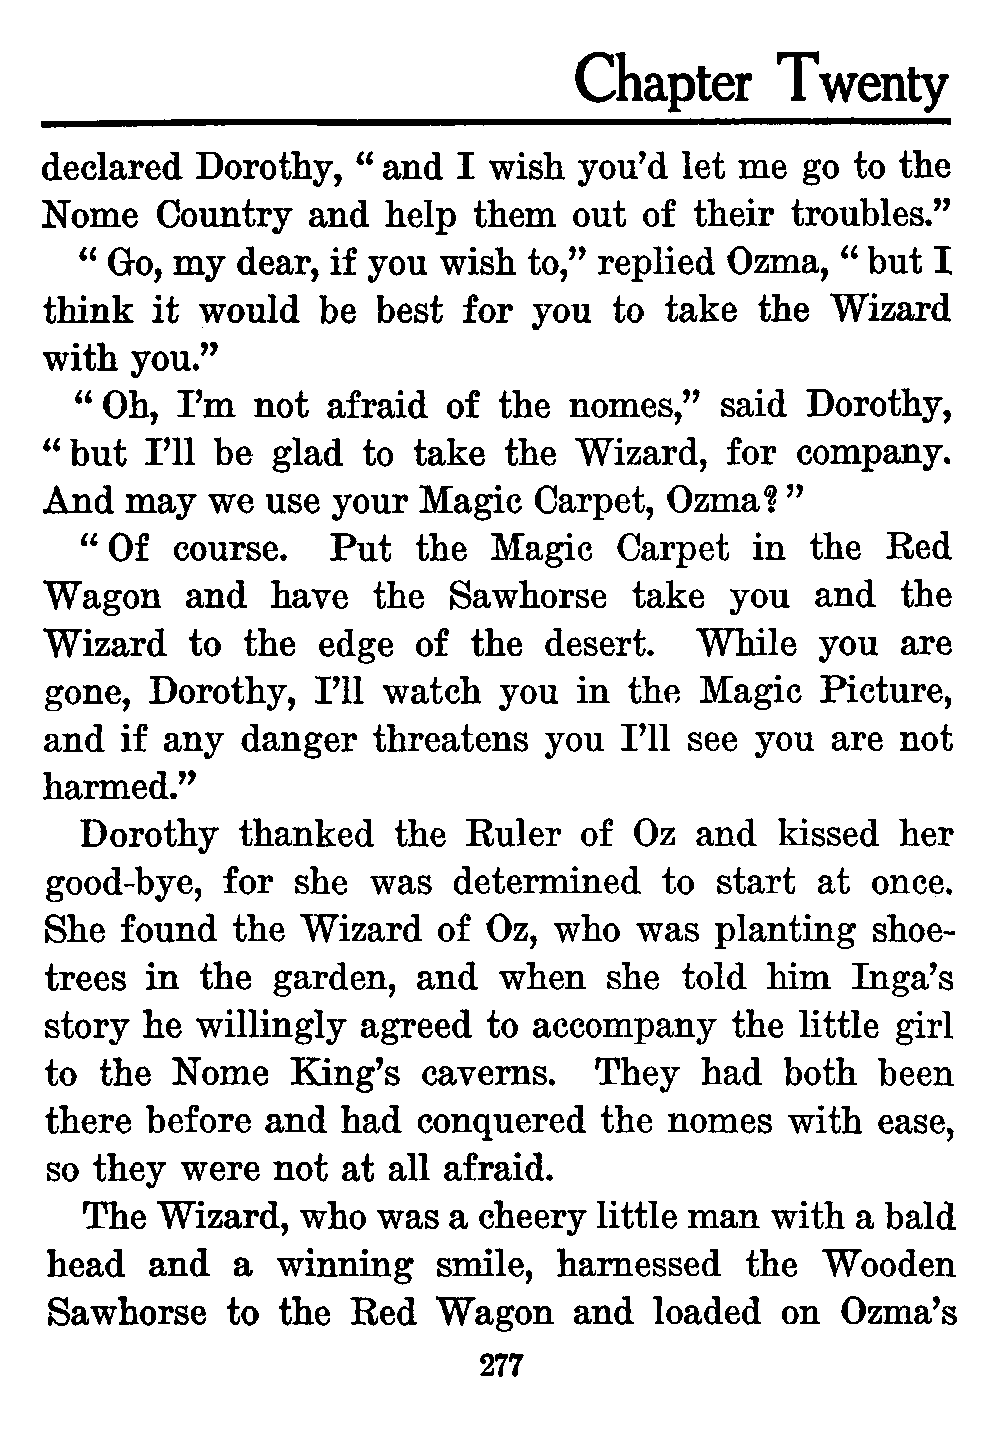 Chapter Twenty
declared Dorothy, “ and I wish you’d let me go to the
Nome Country and help them out of their troubles.”
“ Go, my dear, if you wish to,” replied Ozma, “ but I
think it would be best for you to take the Wizard
with you.”
“ Oh, I’m not afraid of the nomes,” said Dorothy,
“ but I’ll be glad to take the Wizard, for company.
And may we use your Magic Carpet, Ozma? ”
“ Of course. Put the Magic Carpet in the Red
Wagon and have the Sawhorse take you and the
Wizard to the edge of the desert. While you are
gone, Dorothy, I’ll watch you in the Magic Picture,
and if any danger threatens you I’ll see you are not
harmed.”
Dorothy thanked the Ruler of Oz and kissed her
good-bye, for she was determined to start at once.
She found the Wizard of Oz, who was planting shoe-
trees in the garden, and when she told him Inga’s
story he willingly agreed to accompany the little girl
to the Nome King’s caverns. They had both been
there before and had conquered the nomes with ease,
so they were not at all afraid.
The Wizard, who was a cheery little man with a bald
head and a winning smile, harnessed the Wooden
Sawhorse to the Red Wagon and loaded on Ozma’s
277